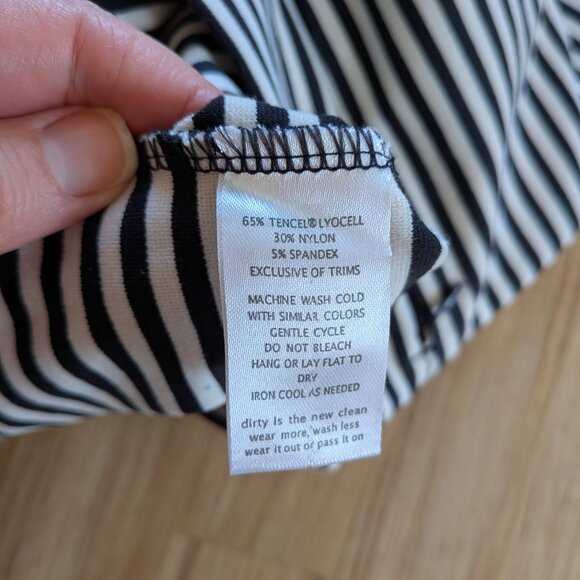 65% TENCEL® LYOCELL
30% NYLON
5% SPANDEX
EXCLUSIVE OF TRIMS
MACHINE WASH COLD
WITH SIMILAR COLORS
GENTLE CYCLE
DO NOT BLEACH
HANG OR LAY FLAT TO
DRY
IRON COOL AS NEEDED
dirty is the new clean
wear more, wash less
wear it out or pass it on